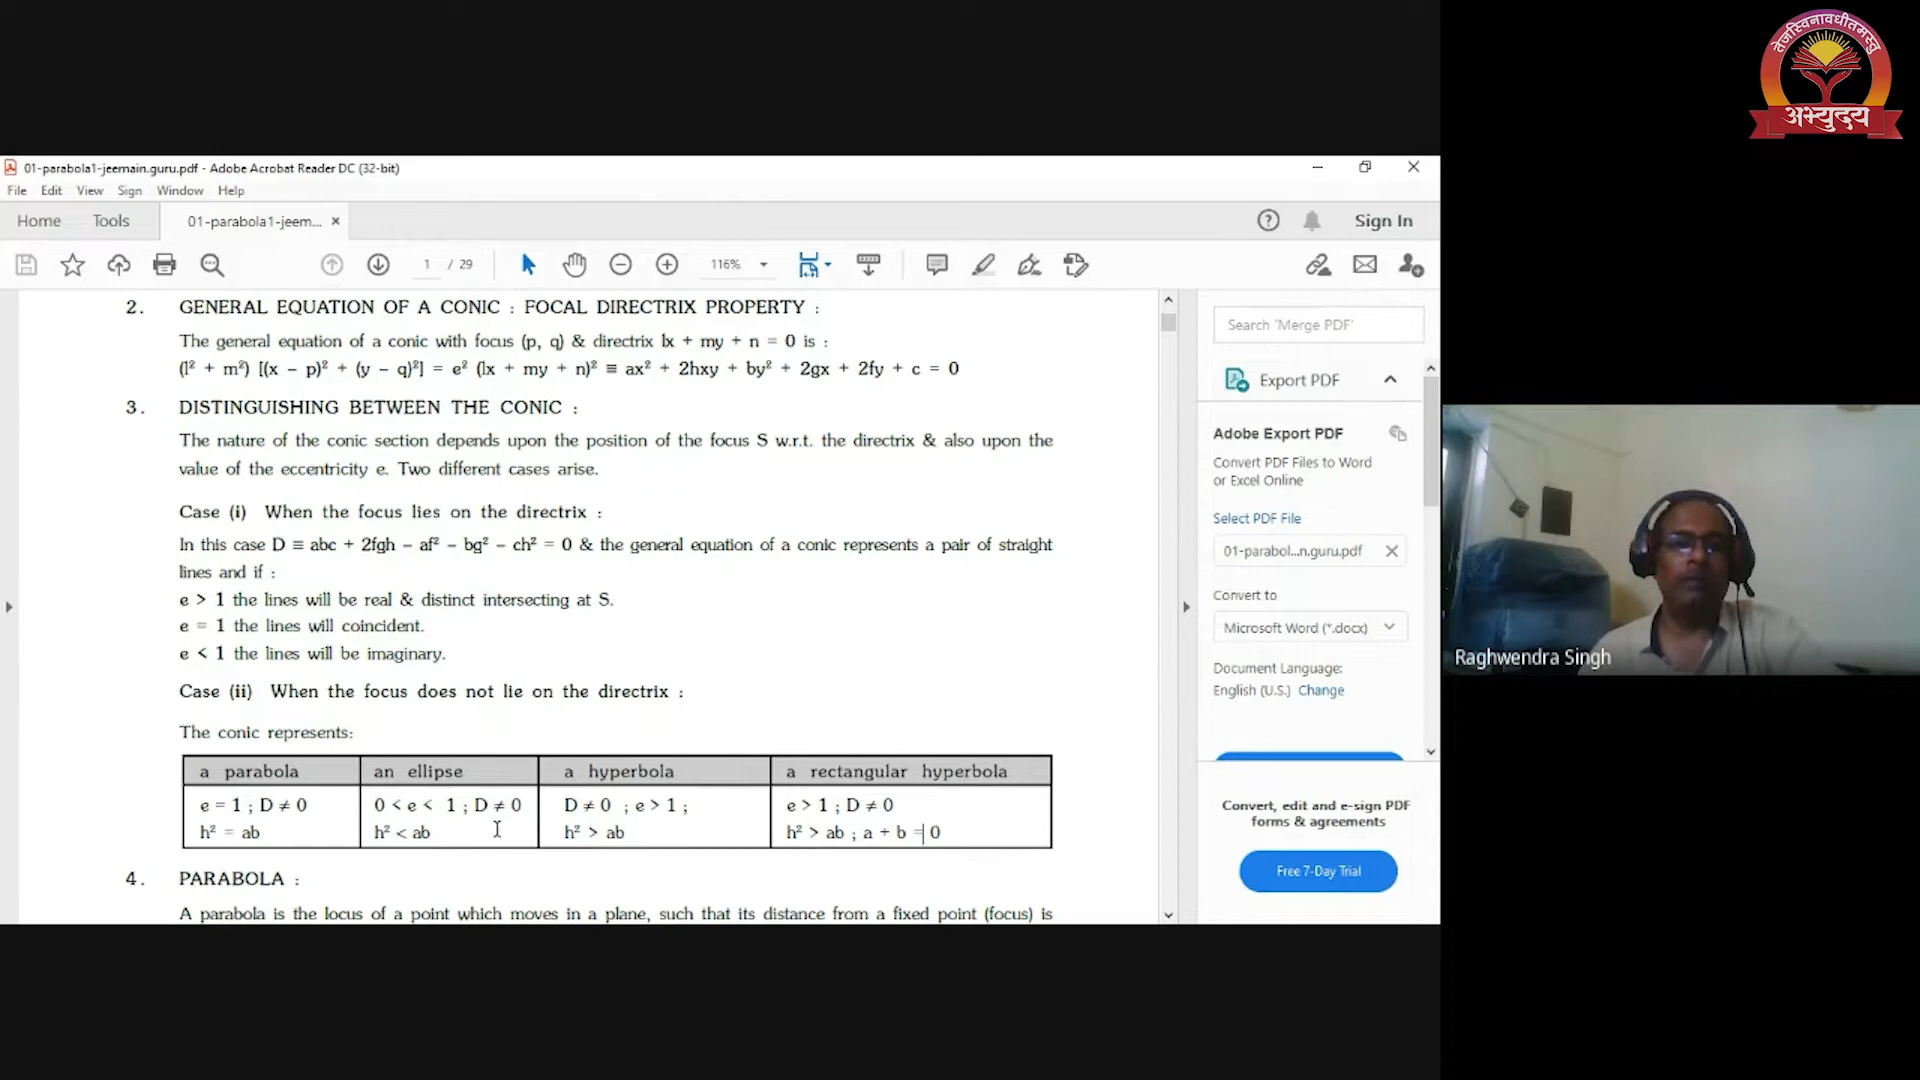 तेजस्विनावधीतमस्तु
अभ्युदय
01-parabola1-jeemain.guru.pdf - Adobe Acrobat Reader DC (32-bit)
File Edit View Sign Window Help
Home Tools 01-parabola1-jeem... × Sign In
1 / 29 116%
2. GENERAL EQUATION OF A CONIC : FOCAL DIRECTRIX PROPERTY :
The general equation of a conic with focus (p, q) & directrix lx + my + n = 0 is :
(l² + m²) [(x − p)² + (y − q)²] = e² (lx + my + n)² ≡ ax² + 2hxy + by² + 2gx + 2fy + c = 0
3. DISTINGUISHING BETWEEN THE CONIC :
The nature of the conic section depends upon the position of the focus S w.r.t. the directrix & also upon the
value of the eccentricity e. Two different cases arise.
Case (i) When the focus lies on the directrix :
In this case D ≡ abc + 2fgh − af² − bg² − ch² = 0 & the general equation of a conic represents a pair of straight
lines and if :
e > 1 the lines will be real & distinct intersecting at S.
e = 1 the lines will coincident.
e < 1 the lines will be imaginary.
Case (ii) When the focus does not lie on the directrix :
The conic represents:
a parabola an ellipse a hyperbola a rectangular hyperbola
e = 1 ; D ≠ 0 0 < e < 1 ; D ≠ 0 D ≠ 0 ; e > 1 ; e > 1 ; D ≠ 0
h² = ab h² < ab h² > ab h² > ab ; a + b = 0
4. PARABOLA :
A parabola is the locus of a point which moves in a plane, such that its distance from a fixed point (focus) is
Search 'Merge PDF'
Export PDF
Adobe Export PDF
Convert PDF Files to Word
or Excel Online
Select PDF File
01-parabol...n.guru.pdf
Convert to
Microsoft Word (*.docx)
Document Language:
English (U.S.) Change
Convert, edit and e-sign PDF
forms & agreements
Free 7-Day Trial
Raghwendra Singh